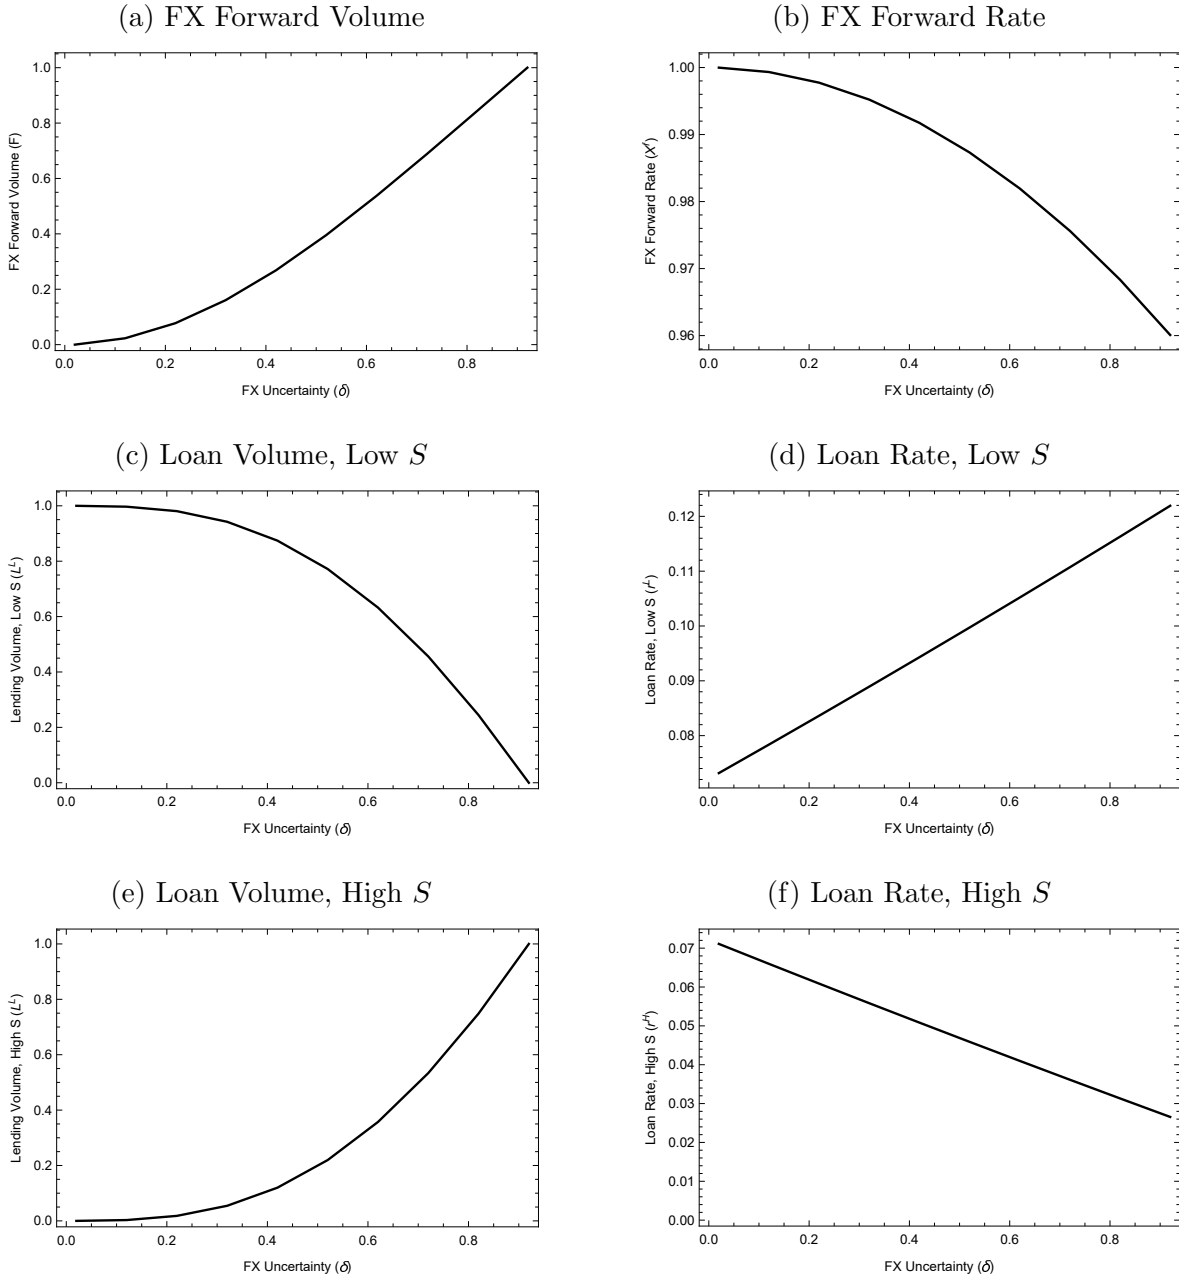 (a) FX Forward Volume
1.0
0.8
0.6
0.4
0.2
0.0
FX Forward Volume (F)
0.0 0.2 0.4 0.6 0.8
FX Uncertainty (δ)
(b) FX Forward Rate
1.00
0.99
0.98
0.97
0.96
FX Forward Rate (Xᶠ)
0.0 0.2 0.4 0.6 0.8
FX Uncertainty (δ)
(c) Loan Volume, Low S
1.0
0.8
0.6
0.4
0.2
0.0
Lending Volume, Low S (Lᴸ)
0.0 0.2 0.4 0.6 0.8
FX Uncertainty (δ)
(d) Loan Rate, Low S
0.12
0.11
0.10
0.09
0.08
Loan Rate, Low S (rᴸ)
0.0 0.2 0.4 0.6 0.8
FX Uncertainty (δ)
(e) Loan Volume, High S
1.0
0.8
0.6
0.4
0.2
0.0
Lending Volume, High S (Lᴸ)
0.0 0.2 0.4 0.6 0.8
FX Uncertainty (δ)
(f) Loan Rate, High S
0.07
0.06
0.05
0.04
0.03
0.02
0.01
0.00
Loan Rate, High S (rᴴ)
0.0 0.2 0.4 0.6 0.8
FX Uncertainty (δ)